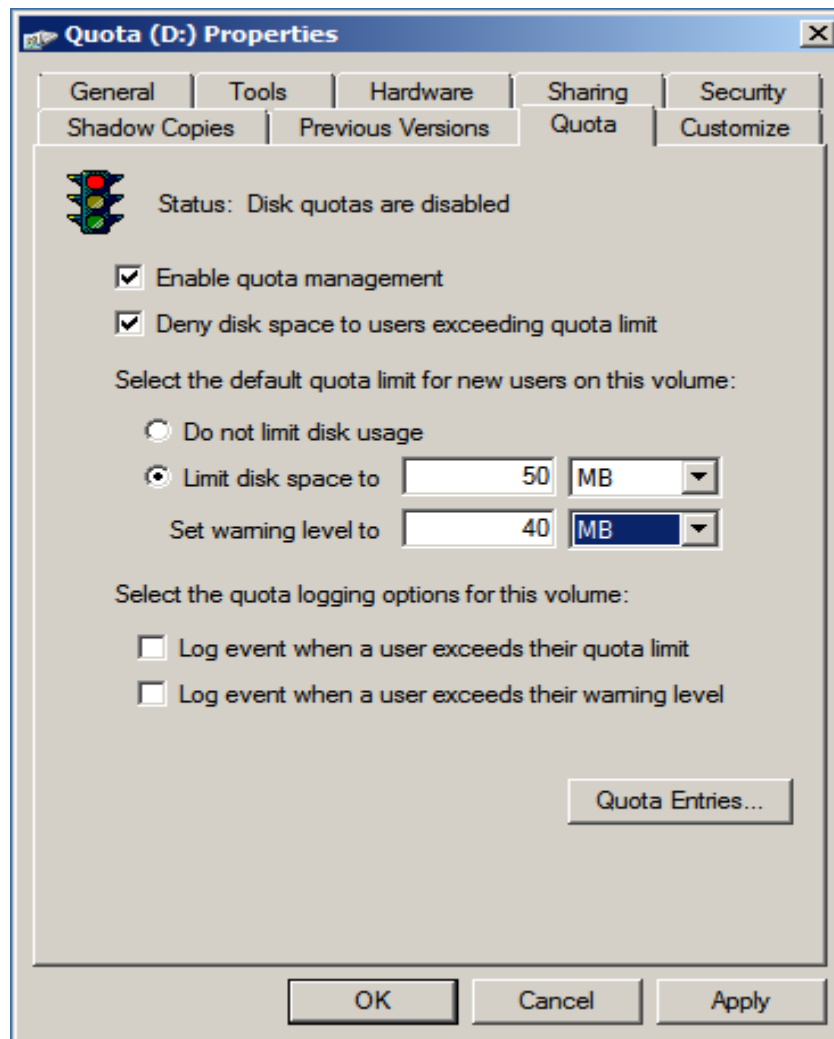 Quota (D:) Properties
General Tools Hardware Sharing Security
Shadow Copies Previous Versions Quota Customize
Status: Disk quotas are disabled
Enable quota management
Deny disk space to users exceeding quota limit
Select the default quota limit for new users on this volume:
Do not limit disk usage
Limit disk space to 50 MB
Set warning level to 40 MB
Select the quota logging options for this volume:
Log event when a user exceeds their quota limit
Log event when a user exceeds their warning level
Quota Entries...
OK Cancel Apply